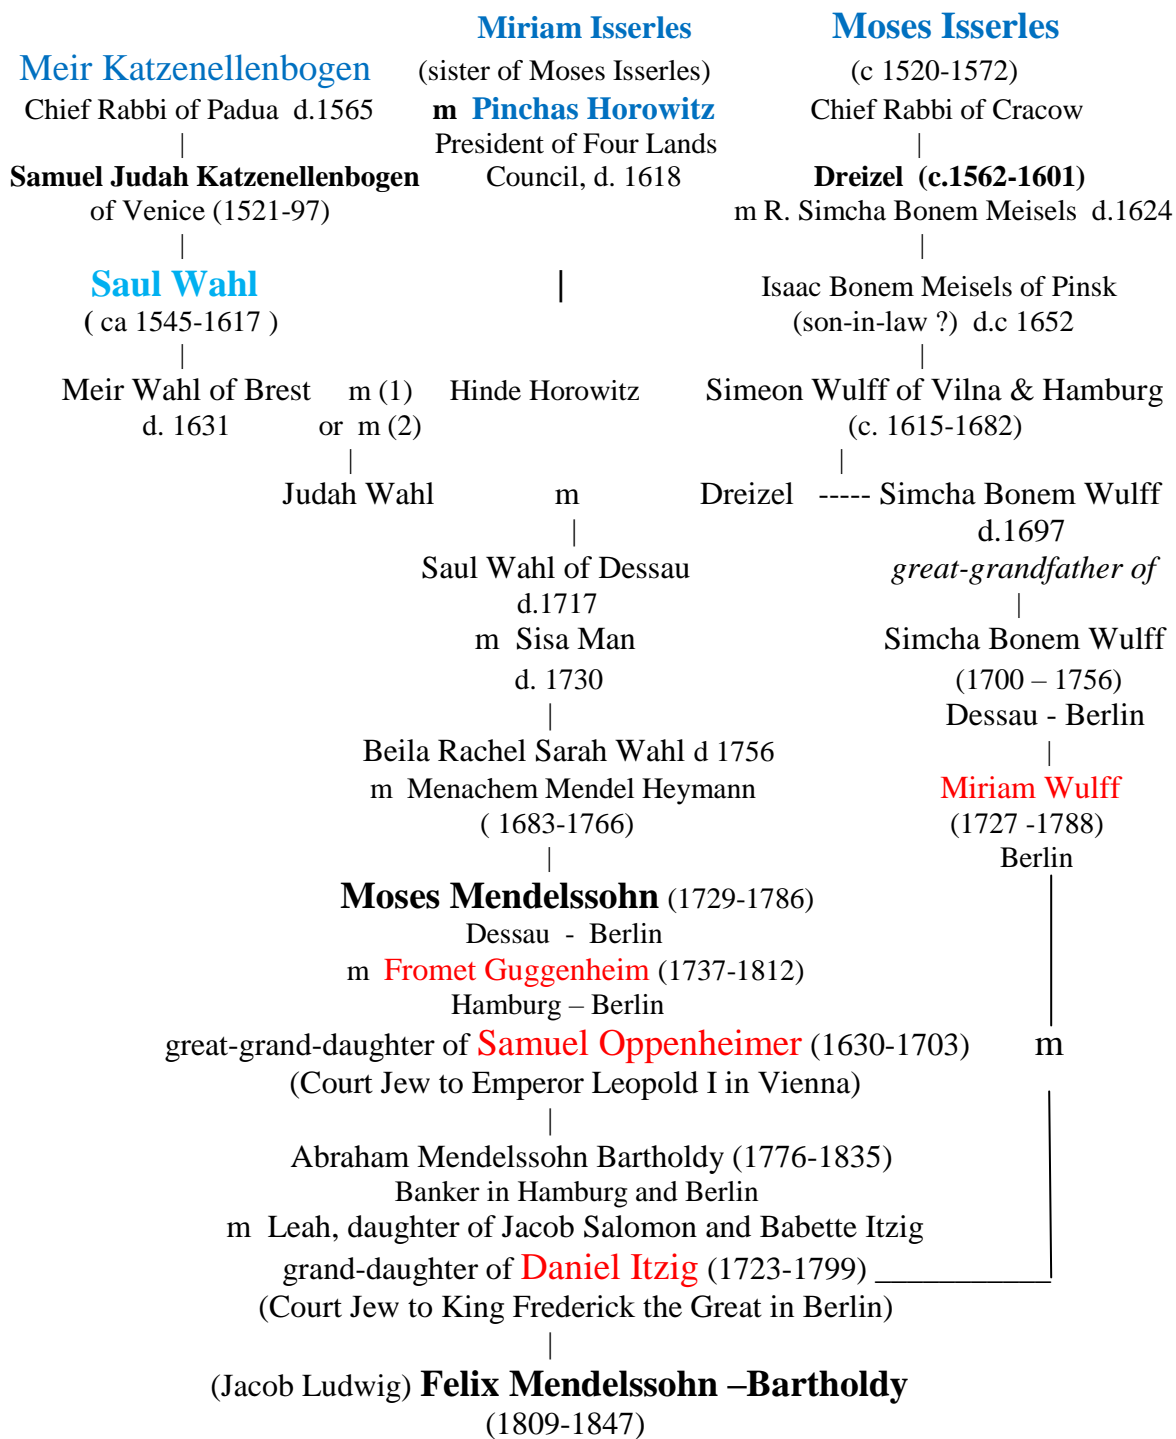 Miriam Isserles Moses Isserles
Meir Katzenellenbogen (sister of Moses Isserles) (c 1520-1572)
Chief Rabbi of Padua d.1565 m Pinchas Horowitz Chief Rabbi of Cracow
| President of Four Lands |
Samuel Judah Katzenellenbogen Council, d. 1618 Dreizel (c.1562-1601)
of Venice (1521-97) m R. Simcha Bonem Meisels d.1624
| |
Saul Wahl | Isaac Bonem Meisels of Pinsk
( ca 1545-1617 ) (son-in-law ?) d.c 1652
| |
Meir Wahl of Brest m (1) Hinde Horowitz Simeon Wulff of Vilna & Hamburg
d. 1631 or m (2) (c. 1615-1682)
| |
Judah Wahl m Dreizel ----- Simcha Bonem Wulff
| d.1697
Saul Wahl of Dessau great-grandfather of
d.1717 |
m Sisa Man Simcha Bonem Wulff
d. 1730 (1700 – 1756)
| Dessau - Berlin
Beila Rachel Sarah Wahl d 1756 |
m Menachem Mendel Heymann Miriam Wulff
( 1683-1766) (1727 -1788)
| Berlin
Moses Mendelssohn (1729-1786)
Dessau - Berlin
m Fromet Guggenheim (1737-1812)
Hamburg – Berlin
great-grand-daughter of Samuel Oppenheimer (1630-1703) m
(Court Jew to Emperor Leopold I in Vienna)
|
Abraham Mendelssohn Bartholdy (1776-1835)
Banker in Hamburg and Berlin
m Leah, daughter of Jacob Salomon and Babette Itzig
grand-daughter of Daniel Itzig (1723-1799) ___________
(Court Jew to King Frederick the Great in Berlin)
|
(Jacob Ludwig) Felix Mendelssohn –Bartholdy
(1809-1847)